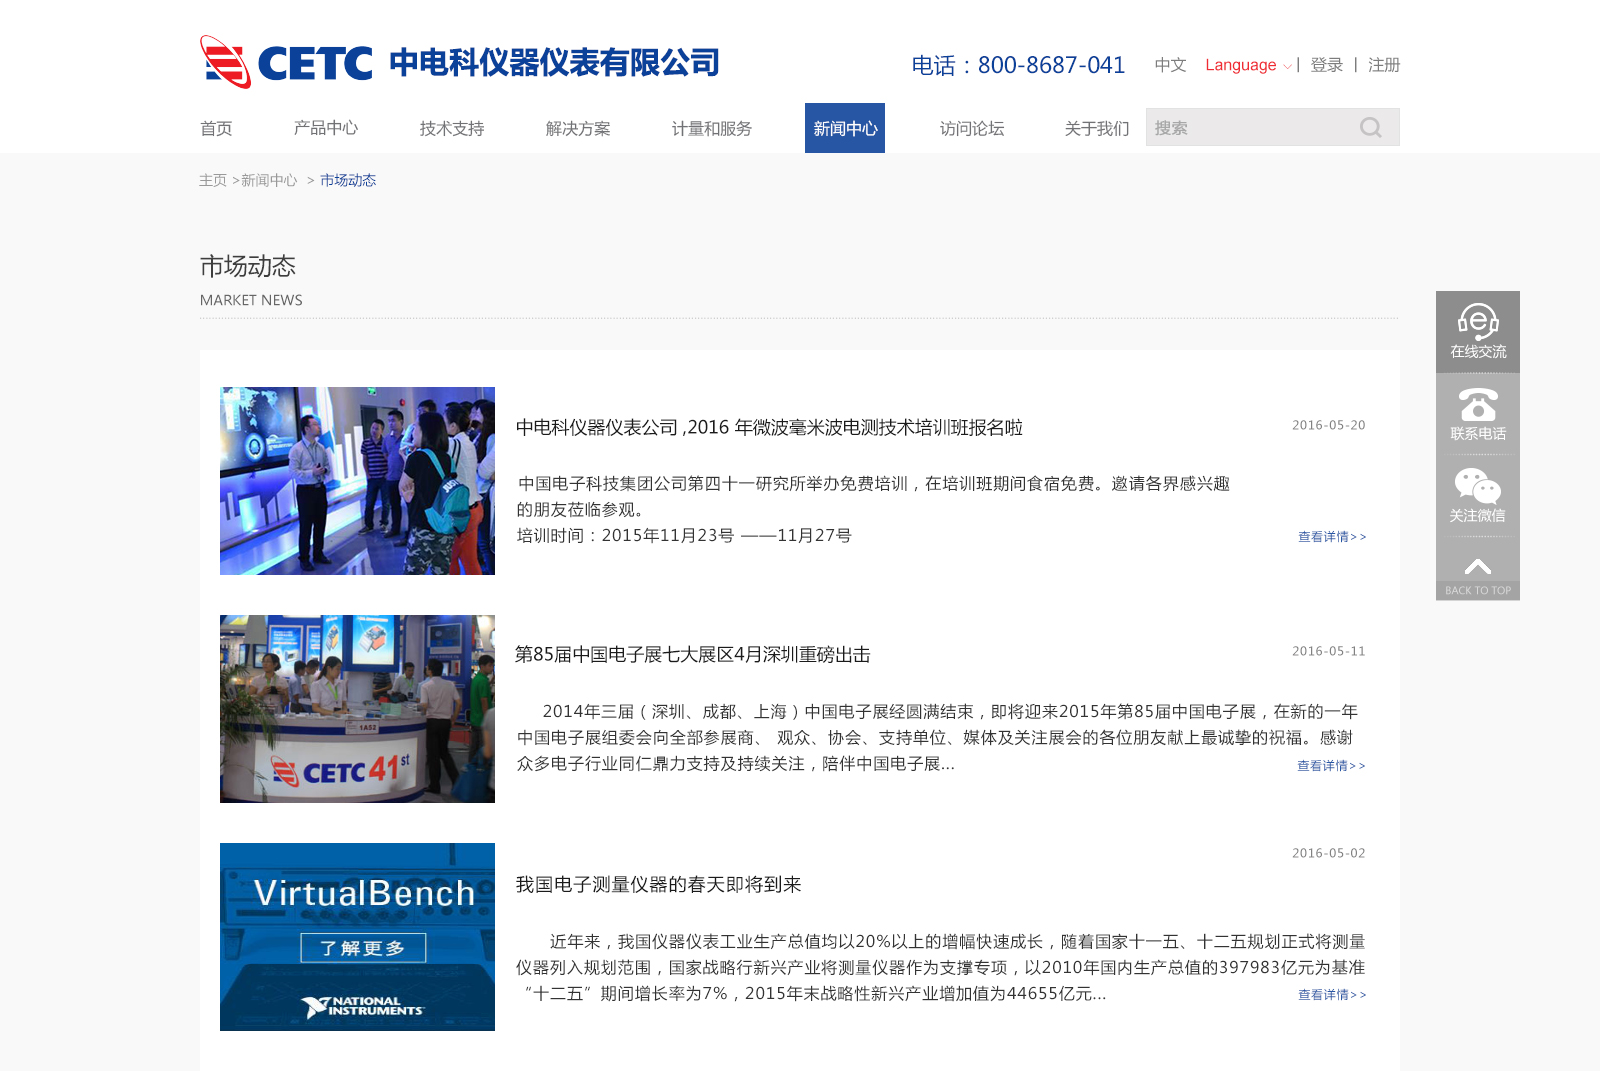 CETC 中电科仪器仪表有限公司
电话：800-8687-041 中文 Language | 登录 | 注册
首页 产品中心 技术支持 解决方案 计量和服务 新闻中心 访问论坛 关于我们 搜索
主页 >新闻中心 > 市场动态
市场动态
MARKET NEWS
在线交流
联系电话
关注微信
BACK TO TOP
中电科仪器仪表公司 ,2016 年微波毫米波电测技术培训班报名啦 2016-05-20
中国电子科技集团公司第四十一研究所举办免费培训，在培训班期间食宿免费。邀请各界感兴趣
的朋友莅临参观。
培训时间：2015年11月23号 ——11月27号 查看详情>>
1A52
CETC 41st
第85届中国电子展七大展区4月深圳重磅出击 2016-05-11
2014年三届（深圳、成都、上海）中国电子展经圆满结束，即将迎来2015年第85届中国电子展，在新的一年
中国电子展组委会向全部参展商、 观众、协会、支持单位、媒体及关注展会的各位朋友献上最诚挚的祝福。感谢
众多电子行业同仁鼎力支持及持续关注，陪伴中国电子展... 查看详情>>
VirtualBench
了解更多
NATIONAL
INSTRUMENTS
2016-05-02
我国电子测量仪器的春天即将到来
近年来，我国仪器仪表工业生产总值均以20%以上的增幅快速成长，随着国家十一五、十二五规划正式将测量
仪器列入规划范围，国家战略行新兴产业将测量仪器作为支撑专项，以2010年国内生产总值的397983亿元为基准
“十二五”期间增长率为7%，2015年末战略性新兴产业增加值为44655亿元... 查看详情>>